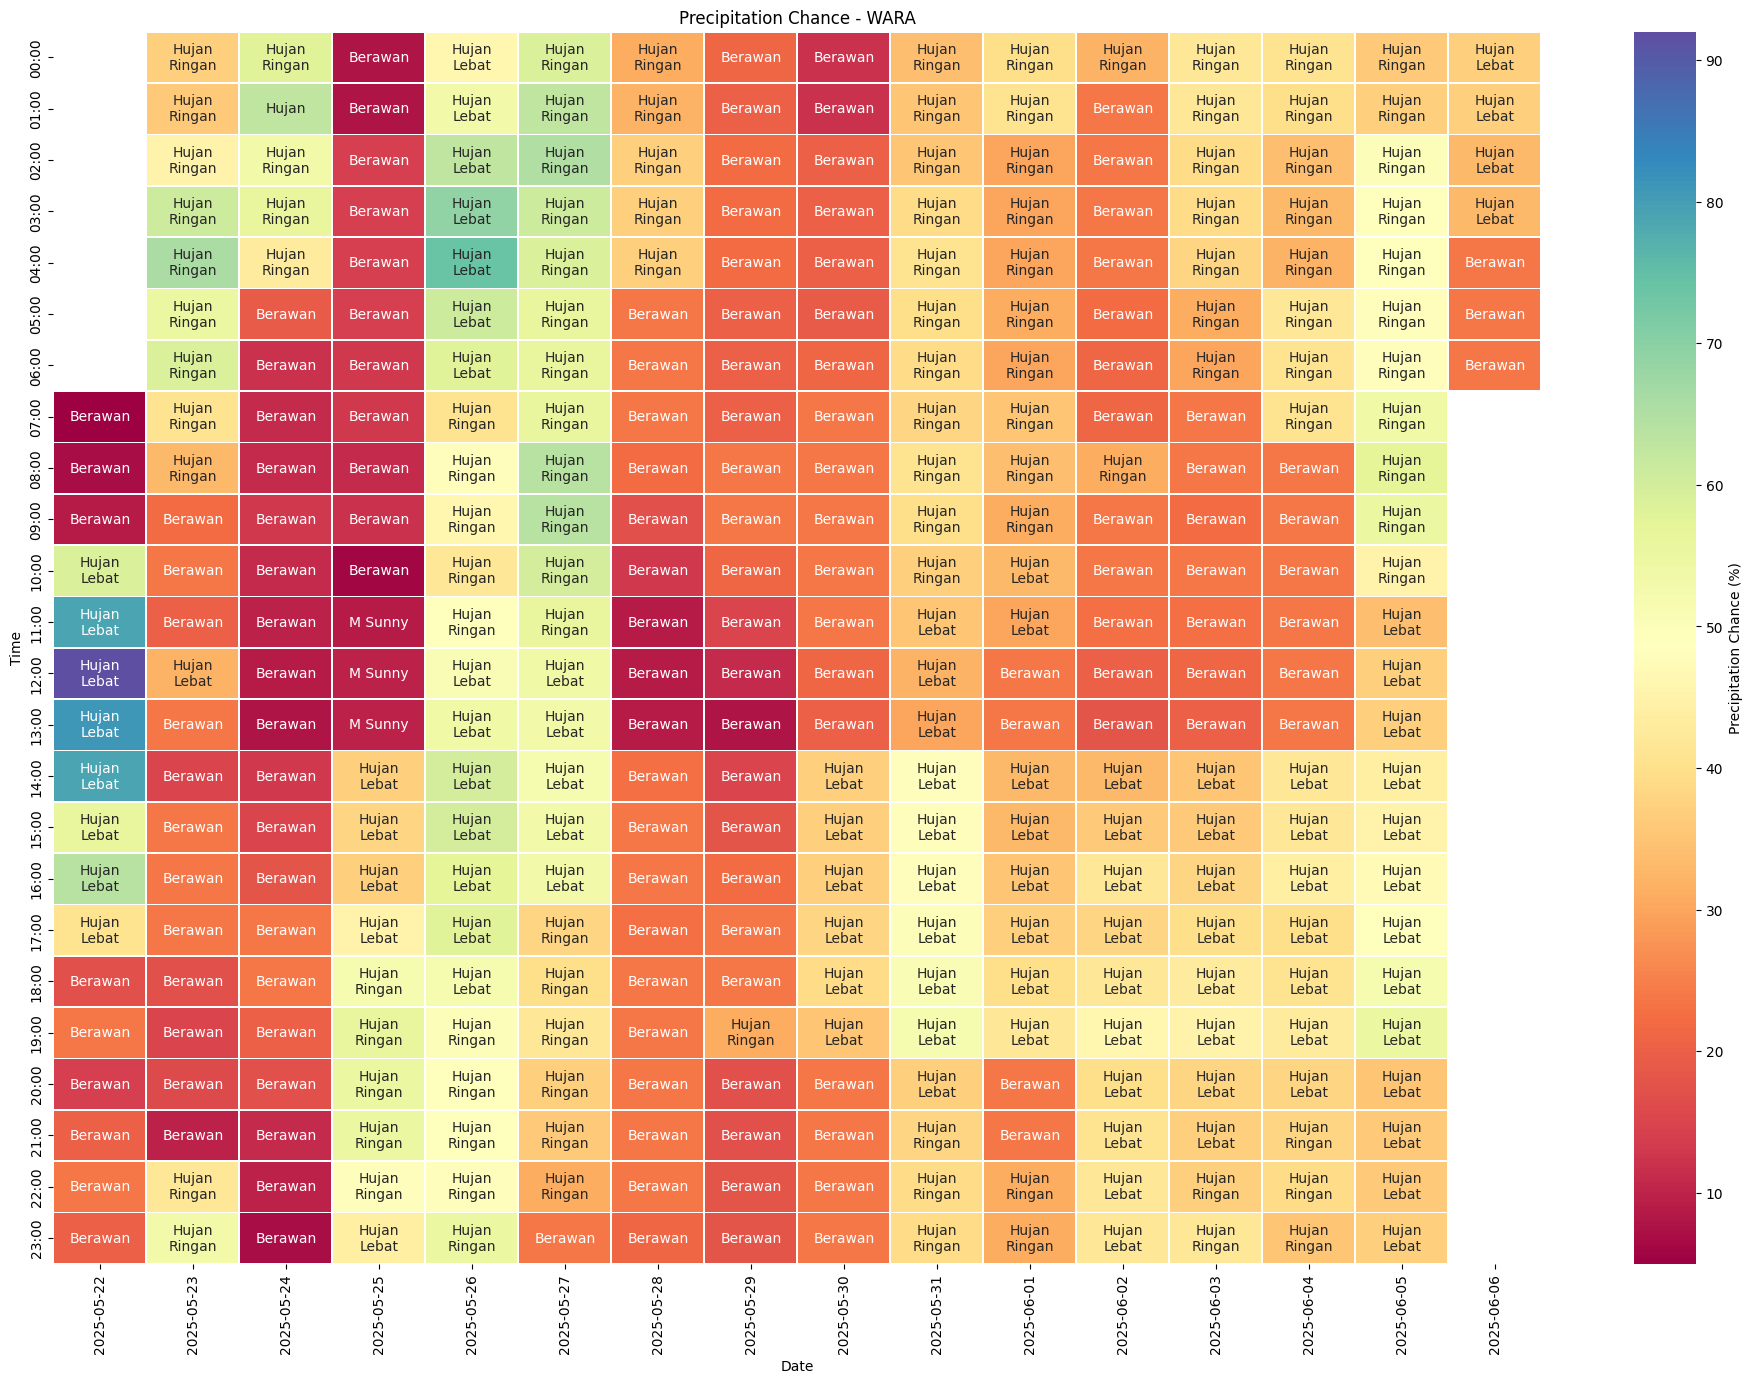 Precipitation Chance - WARA
00:00 Hujan Ringan Hujan Ringan Berawan Hujan Lebat Hujan Ringan Hujan Ringan Berawan Berawan Hujan Ringan Hujan Ringan Hujan Ringan Hujan Ringan Hujan Ringan Hujan Ringan Hujan Lebat
01:00 Hujan Ringan Hujan Berawan Hujan Lebat Hujan Ringan Hujan Ringan Berawan Berawan Hujan Ringan Hujan Ringan Berawan Hujan Ringan Hujan Ringan Hujan Ringan Hujan Lebat
02:00 Hujan Ringan Hujan Ringan Berawan Hujan Lebat Hujan Ringan Hujan Ringan Berawan Berawan Hujan Ringan Hujan Ringan Berawan Hujan Ringan Hujan Ringan Hujan Ringan Hujan Lebat
03:00 Hujan Ringan Hujan Ringan Berawan Hujan Lebat Hujan Ringan Hujan Ringan Berawan Berawan Hujan Ringan Hujan Ringan Berawan Hujan Ringan Hujan Ringan Hujan Ringan Hujan Lebat
04:00 Hujan Ringan Hujan Ringan Berawan Hujan Lebat Hujan Ringan Hujan Ringan Berawan Berawan Hujan Ringan Hujan Ringan Berawan Hujan Ringan Hujan Ringan Hujan Ringan Berawan
05:00 Hujan Ringan Berawan Berawan Hujan Lebat Hujan Ringan Berawan Berawan Berawan Hujan Ringan Hujan Ringan Berawan Hujan Ringan Hujan Ringan Hujan Ringan Berawan
06:00 Hujan Ringan Berawan Berawan Hujan Lebat Hujan Ringan Berawan Berawan Berawan Hujan Ringan Hujan Ringan Berawan Hujan Ringan Hujan Ringan Hujan Ringan Berawan
07:00 Berawan Hujan Ringan Berawan Berawan Hujan Ringan Hujan Ringan Berawan Berawan Berawan Hujan Ringan Hujan Ringan Berawan Berawan Hujan Ringan Hujan Ringan
08:00 Berawan Hujan Ringan Berawan Berawan Hujan Ringan Hujan Ringan Berawan Berawan Berawan Hujan Ringan Hujan Ringan Hujan Ringan Berawan Berawan Hujan Ringan
09:00 Berawan Berawan Berawan Berawan Hujan Ringan Hujan Ringan Berawan Berawan Berawan Hujan Ringan Hujan Ringan Berawan Berawan Berawan Hujan Ringan
10:00 Hujan Lebat Berawan Berawan Berawan Hujan Ringan Hujan Ringan Berawan Berawan Berawan Hujan Ringan Hujan Lebat Berawan Berawan Berawan Hujan Ringan
11:00 Hujan Lebat Berawan Berawan M Sunny Hujan Ringan Hujan Ringan Berawan Berawan Berawan Hujan Lebat Hujan Lebat Berawan Berawan Berawan Hujan Lebat
12:00 Hujan Lebat Hujan Lebat Berawan M Sunny Hujan Lebat Hujan Lebat Berawan Berawan Berawan Hujan Lebat Berawan Berawan Berawan Berawan Hujan Lebat
13:00 Hujan Lebat Berawan Berawan M Sunny Hujan Lebat Hujan Lebat Berawan Berawan Berawan Hujan Lebat Berawan Berawan Berawan Berawan Hujan Lebat
14:00 Hujan Lebat Berawan Berawan Hujan Lebat Hujan Lebat Hujan Lebat Berawan Berawan Hujan Lebat Hujan Lebat Hujan Lebat Hujan Lebat Hujan Lebat Hujan Lebat Hujan Lebat
15:00 Hujan Lebat Berawan Berawan Hujan Lebat Hujan Lebat Hujan Lebat Berawan Berawan Hujan Lebat Hujan Lebat Hujan Lebat Hujan Lebat Hujan Lebat Hujan Lebat Hujan Lebat
16:00 Hujan Lebat Berawan Berawan Hujan Lebat Hujan Lebat Hujan Lebat Berawan Berawan Hujan Lebat Hujan Lebat Hujan Lebat Hujan Lebat Hujan Lebat Hujan Lebat Hujan Lebat
17:00 Hujan Lebat Berawan Berawan Hujan Lebat Hujan Lebat Hujan Ringan Berawan Berawan Hujan Lebat Hujan Lebat Hujan Lebat Hujan Lebat Hujan Lebat Hujan Lebat Hujan Lebat
18:00 Berawan Berawan Berawan Hujan Ringan Hujan Lebat Hujan Ringan Berawan Berawan Hujan Lebat Hujan Lebat Hujan Lebat Hujan Lebat Hujan Lebat Hujan Lebat Hujan Lebat
19:00 Berawan Berawan Berawan Hujan Ringan Hujan Ringan Hujan Ringan Berawan Hujan Ringan Hujan Lebat Hujan Lebat Hujan Lebat Hujan Lebat Hujan Lebat Hujan Lebat Hujan Lebat
20:00 Berawan Berawan Berawan Hujan Ringan Hujan Ringan Hujan Ringan Berawan Berawan Berawan Hujan Lebat Berawan Hujan Lebat Hujan Lebat Hujan Lebat Hujan Lebat
21:00 Berawan Berawan Berawan Hujan Ringan Hujan Ringan Hujan Ringan Berawan Berawan Berawan Hujan Ringan Berawan Hujan Lebat Hujan Lebat Hujan Ringan Hujan Lebat
22:00 Berawan Hujan Ringan Berawan Hujan Ringan Hujan Ringan Hujan Ringan Berawan Berawan Berawan Hujan Ringan Hujan Ringan Hujan Lebat Hujan Ringan Hujan Ringan Hujan Lebat
23:00 Berawan Hujan Ringan Berawan Hujan Lebat Hujan Ringan Berawan Berawan Berawan Berawan Hujan Ringan Hujan Ringan Hujan Lebat Hujan Ringan Hujan Ringan Hujan Lebat
Time
2025-05-22 2025-05-23 2025-05-24 2025-05-25 2025-05-26 2025-05-27 2025-05-28 2025-05-29 2025-05-30 2025-05-31 2025-06-01 2025-06-02 2025-06-03 2025-06-04 2025-06-05 2025-06-06
Date
90
80
70
60
50
40
30
20
10
Precipitation Chance (%)